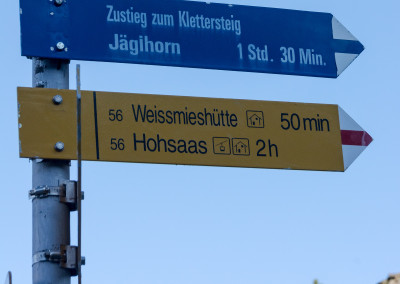 Zustieg zum Klettersteig
Jägihorn 1 Std. 30 Min.
56 Weissmieshütte 50 min
56 Hohsaas 2 h